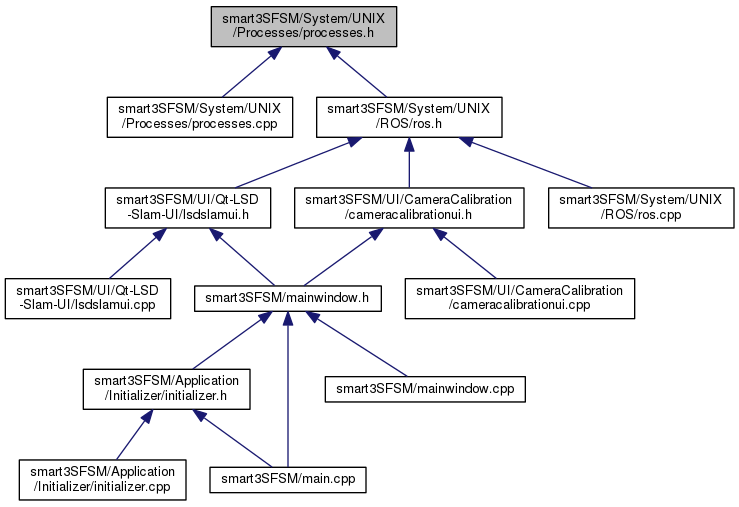 smart3SFSM/System/UNIX
/Processes/processes.h
smart3SFSM/System/UNIX
/Processes/processes.cpp
smart3SFSM/System/UNIX
/ROS/ros.h
smart3SFSM/UI/Qt-LSD
-Slam-UI/lsdslamui.h
smart3SFSM/UI/CameraCalibration
/cameracalibrationui.h
smart3SFSM/System/UNIX
/ROS/ros.cpp
smart3SFSM/UI/Qt-LSD
-Slam-UI/lsdslamui.cpp
smart3SFSM/mainwindow.h
smart3SFSM/UI/CameraCalibration
/cameracalibrationui.cpp
smart3SFSM/Application
/Initializer/initializer.h
smart3SFSM/mainwindow.cpp
smart3SFSM/Application
/Initializer/initializer.cpp
smart3SFSM/main.cpp